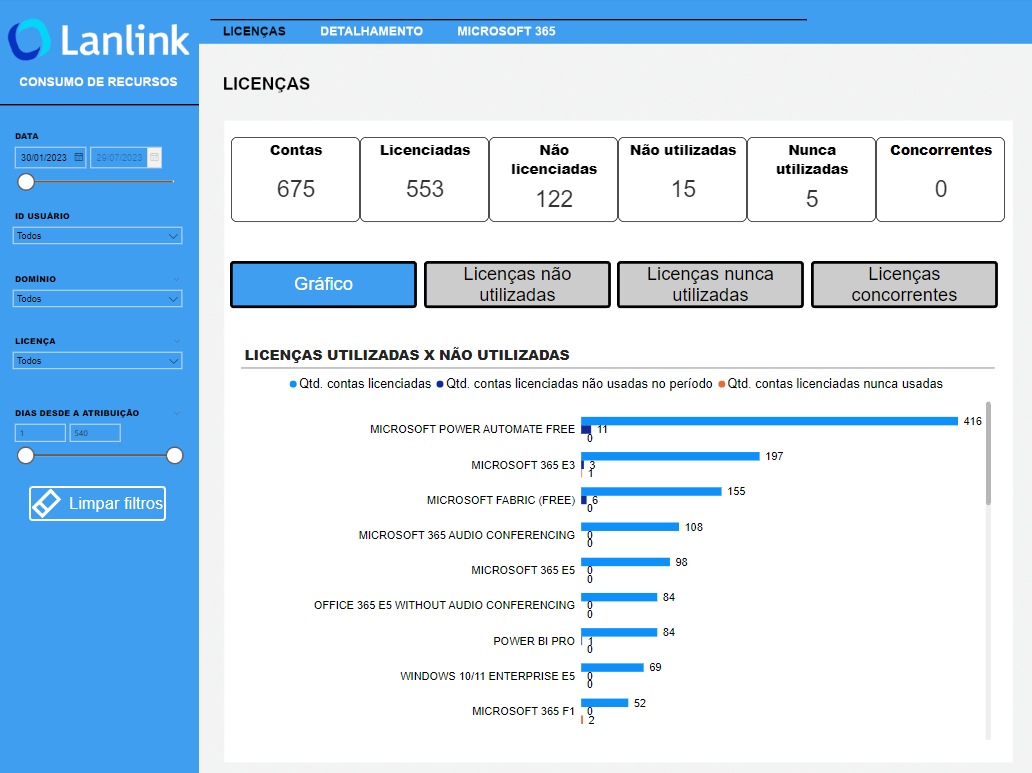 Lanlink
CONSUMO DE RECURSOS
LICENÇAS DETALHAMENTO MICROSOFT 365
LICENÇAS
DATA
30/01/2023 29/07/2023
ID USUÁRIO
Todos
DOMÍNIO
Todos
LICENÇA
Todos
DIAS DESDE A ATRIBUIÇÃO
1 540
Limpar filtros
Contas
675
Licenciadas
553
Não
licenciadas
122
Não utilizadas
15
Nunca
utilizadas
5
Concorrentes
0
Gráfico
Licenças não
utilizadas
Licenças nunca
utilizadas
Licenças
concorrentes
LICENÇAS UTILIZADAS X NÃO UTILIZADAS
Qtd. contas licenciadas Qtd. contas licenciadas não usadas no período Qtd. contas licenciadas nunca usadas
MICROSOFT POWER AUTOMATE FREE
416
11
0
MICROSOFT 365 E3
197
3
1
MICROSOFT FABRIC (FREE)
155
6
0
MICROSOFT 365 AUDIO CONFERENCING
108
0
0
MICROSOFT 365 E5
98
0
0
OFFICE 365 E5 WITHOUT AUDIO CONFERENCING
84
0
0
POWER BI PRO
84
1
0
WINDOWS 10/11 ENTERPRISE E5
69
0
0
MICROSOFT 365 F1
52
0
2